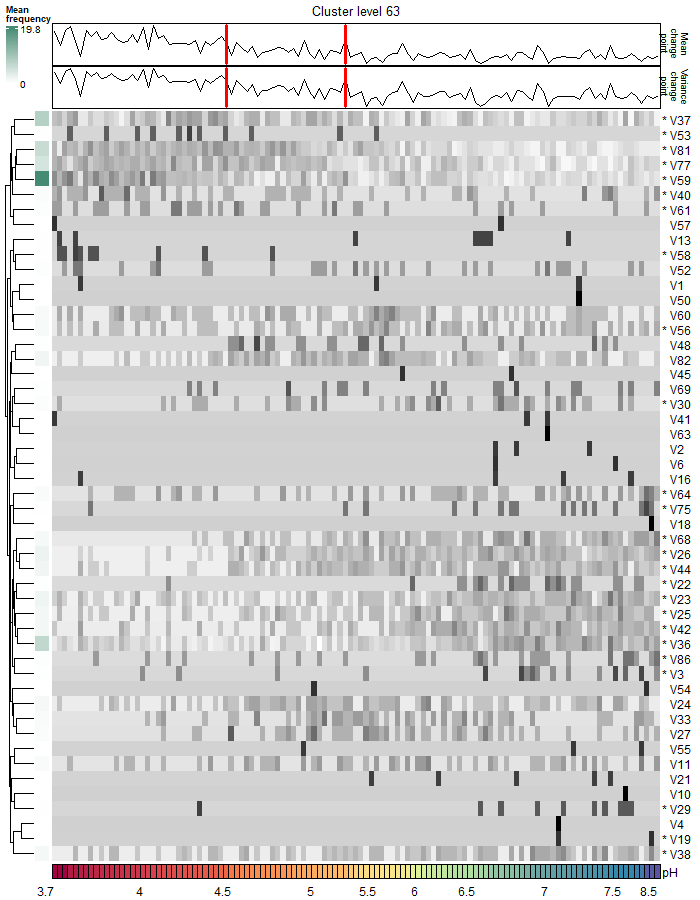 Cluster level 63
Mean
frequency
19.8
0
Mean
change
point
Variance
change
point
* V37
* V53
* V81
* V77
* V59
* V40
* V61
V57
V13
* V58
V52
V1
V50
V60
* V56
V48
V82
V45
V69
* V30
V41
V63
V2
V6
V16
* V64
* V75
V18
* V68
* V26
* V44
* V22
* V23
* V25
* V42
* V36
* V86
* V3
V54
V24
V33
V27
V55
V11
V21
V10
* V29
V4
* V19
* V38
pH
3.7 4 4.5 5 5.5 6 6.5 7 7.5 8.5